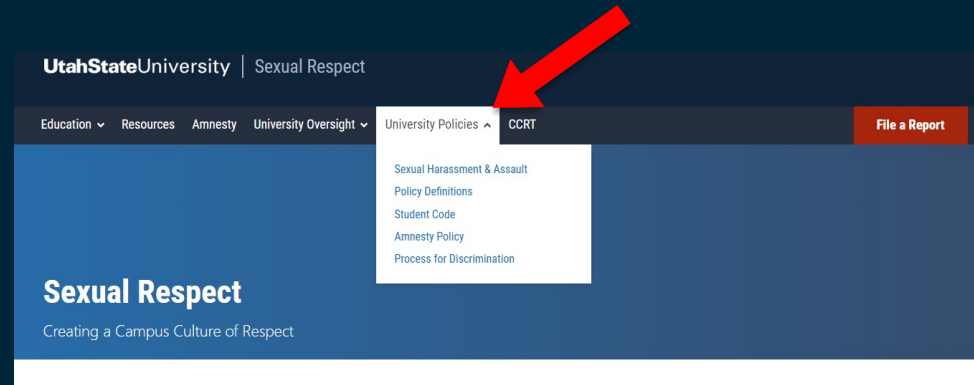 UtahStateUniversity | Sexual Respect
Education Resources Amnesty University Oversight University Policies CCRT File a Report
Sexual Harassment & Assault
Policy Definitions
Student Code
Amnesty Policy
Process for Discrimination
Sexual Respect
Creating a Campus Culture of Respect